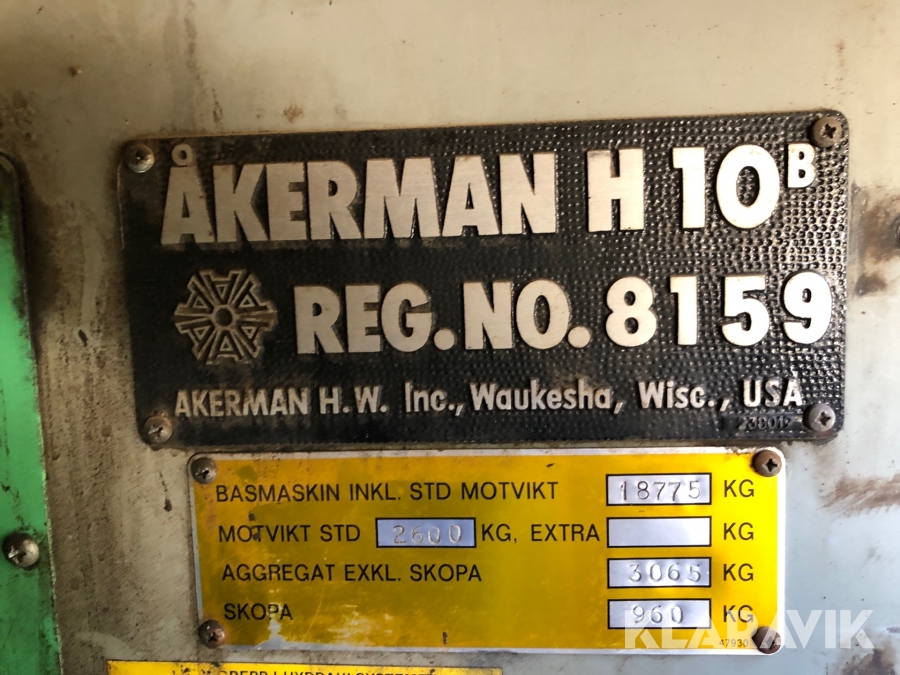 ÅKERMAN H 10B
REG. NO. 8159
ÅKERMAN H.W. Inc., Waukesha, Wisc., USA
BASMASKIN INKL. STD MOTVIKT 18775 KG
MOTVIKT STD 2600 KG, EXTRA KG
AGGREGAT EXKL. SKOPA 3065 KG
SKOPA 960 KG
KLARAVIK